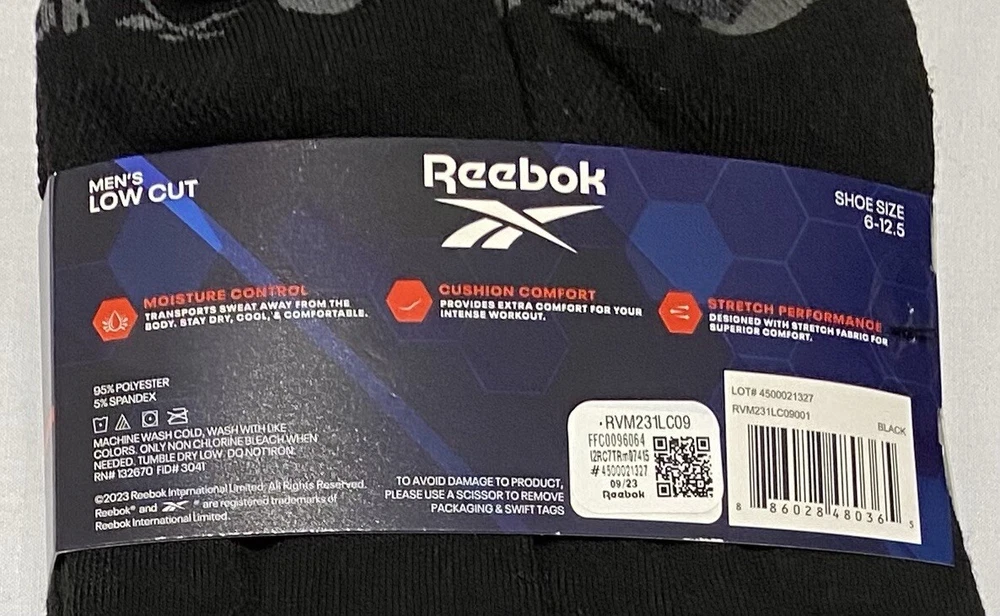 MEN'S
LOW CUT
Reebok
SHOE SIZE
6-12.5
MOISTURE CONTROL
TRANSPORTS SWEAT AWAY FROM THE
BODY. STAY DRY, COOL, & COMFORTABLE.
CUSHION COMFORT
PROVIDES EXTRA COMFORT FOR YOUR
INTENSE WORKOUT.
STRETCH PERFORMANCE
DESIGNED WITH STRETCH FABRIC FOR
SUPERIOR COMFORT.
95% POLYESTER
5% SPANDEX
MACHINE WASH COLD, WASH WITH LIKE
COLORS. ONLY NON CHLORINE BLEACH WHEN
NEEDED. TUMBLE DRY LOW. DO NOT IRON.
RN# 132670 FID# 3041
©2023 Reebok International Limited. All Rights Reserved.
Reebok® and ® are registered trademarks of
Reebok International Limited.
TO AVOID DAMAGE TO PRODUCT,
PLEASE USE A SCISSOR TO REMOVE
PACKAGING & SWIFT TAGS
·RVM231LC09
FFC0096064
#4500021327
09/23
Reebok
LOT# 4500021327
RVM231LC09001
BLACK
8 86028 48036 5